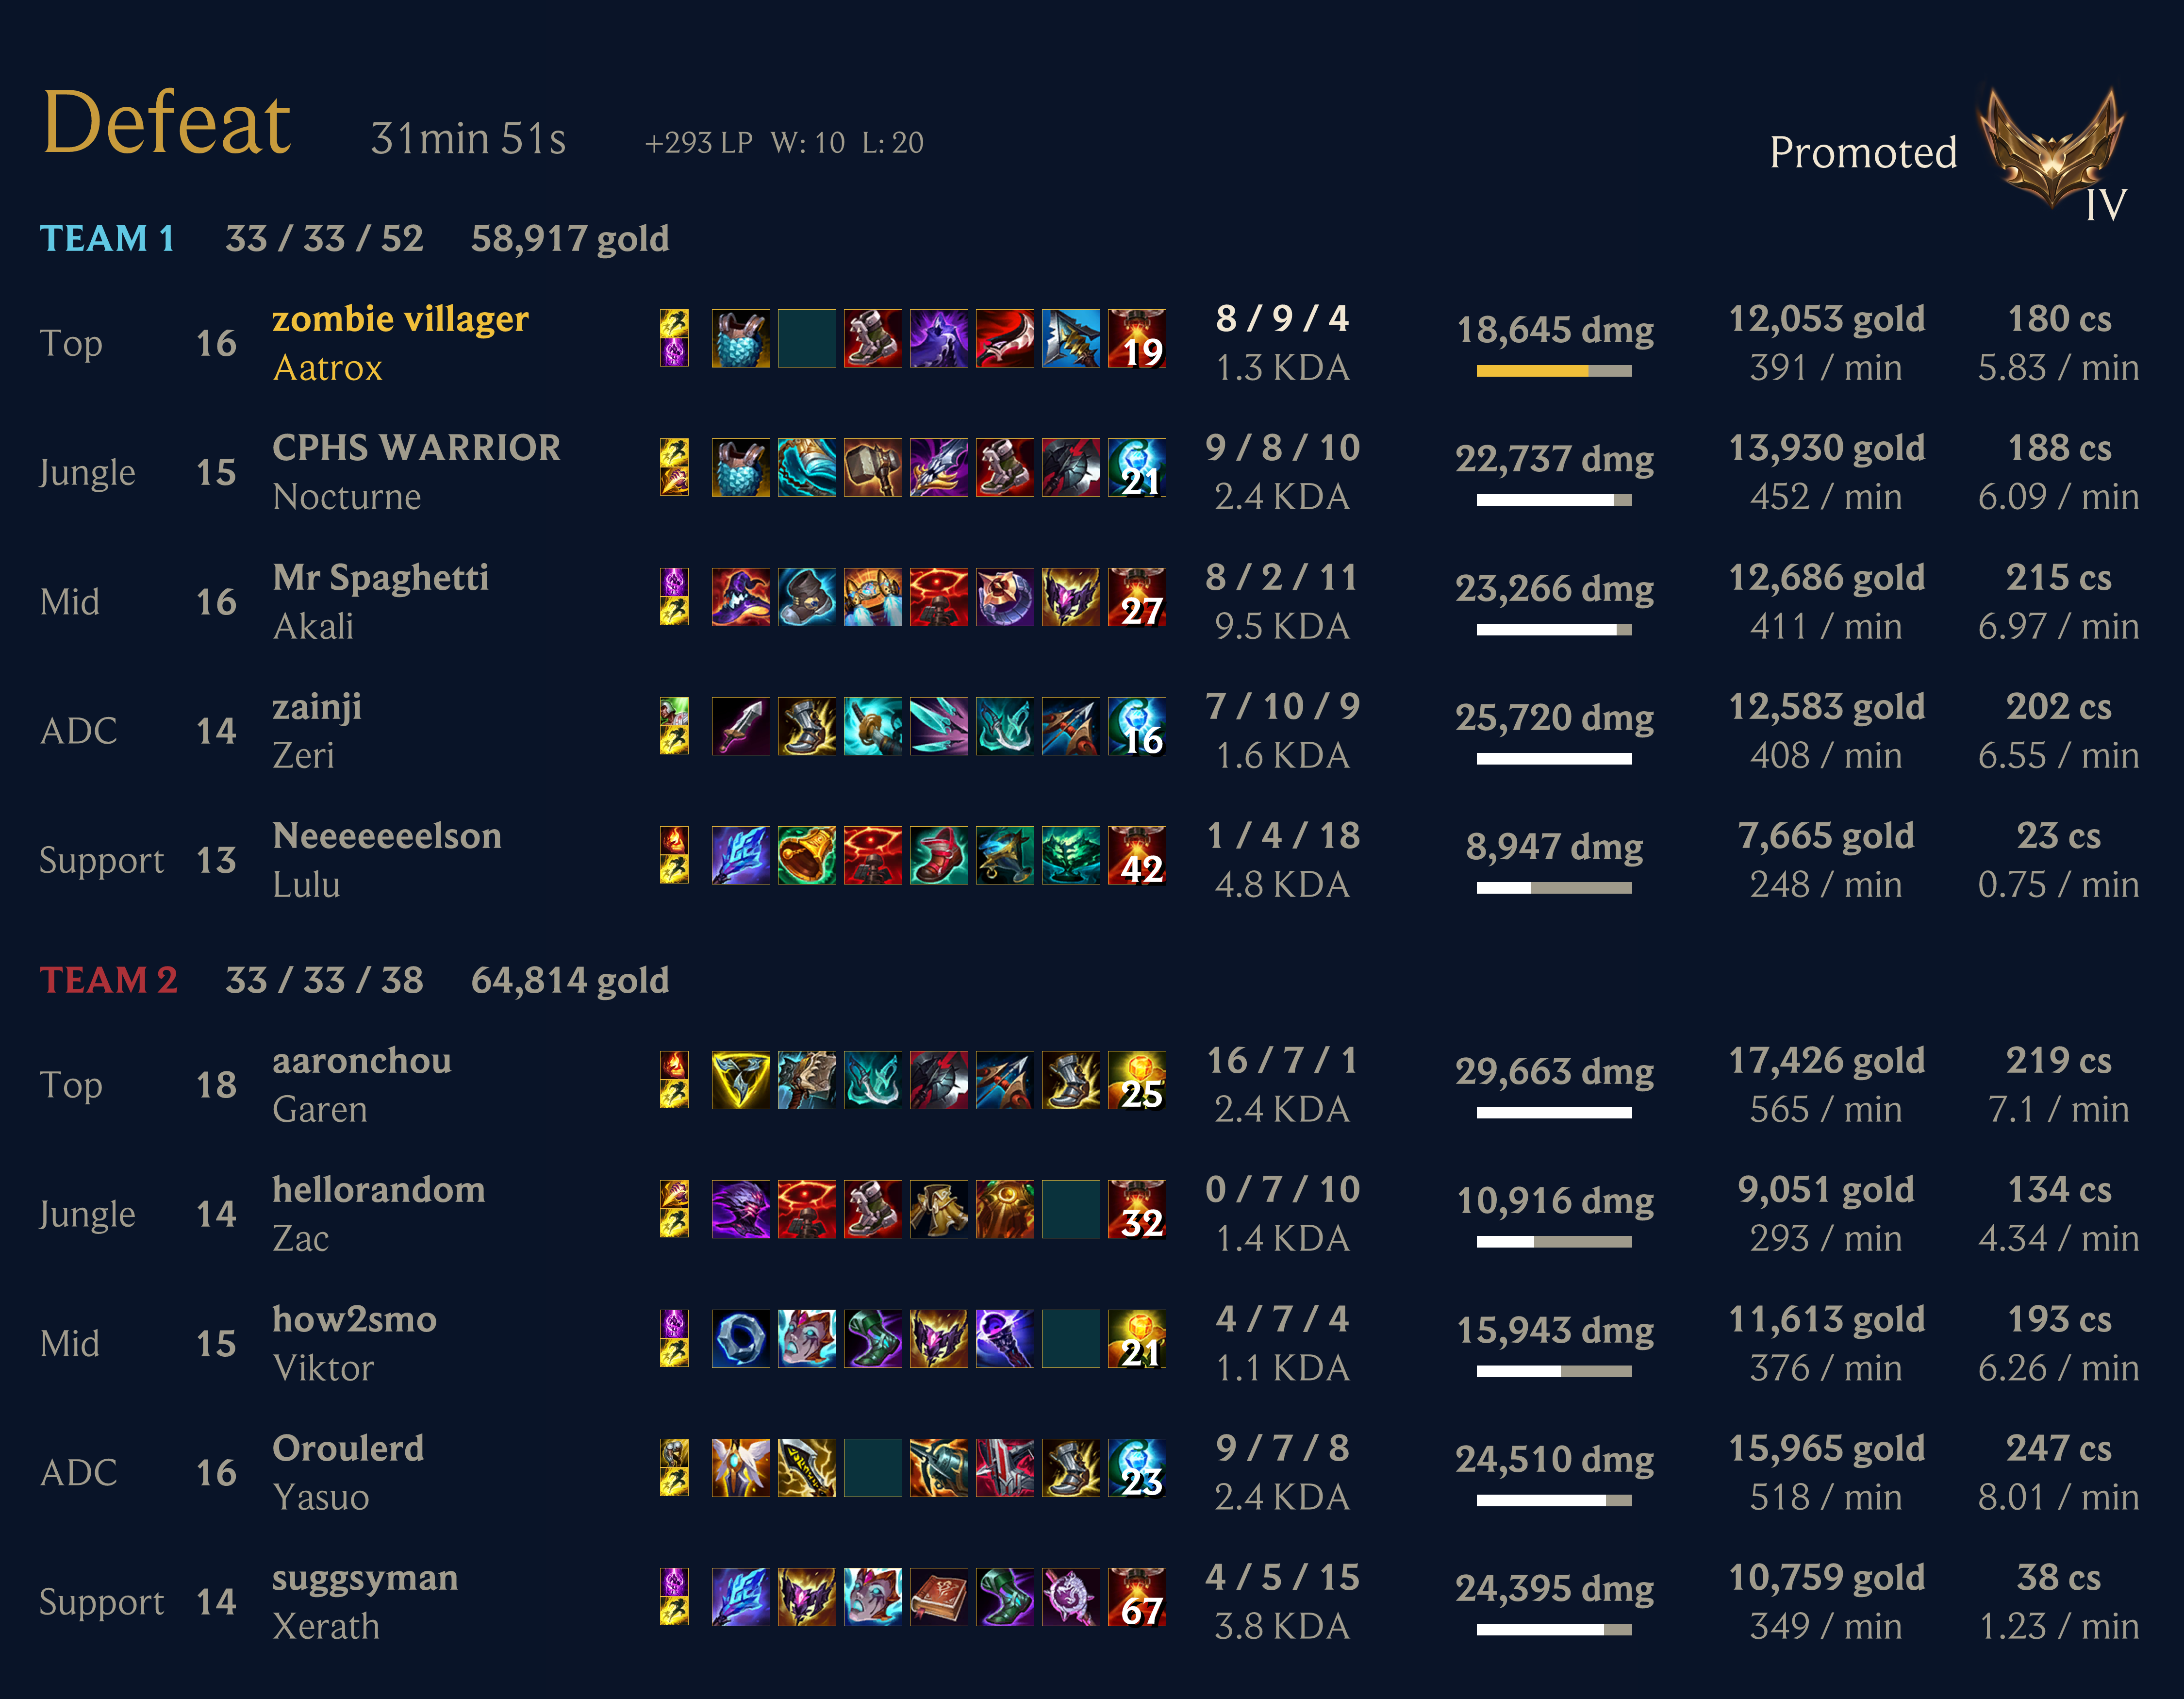 Defeat 31min 51s +293 LP W: 10 L: 20
Promoted IV
TEAM 1 33 / 33 / 52 58,917 gold
Top 16 zombie villager 19 8 / 9 / 4 18,645 dmg 12,053 gold 180 cs
Aatrox 1.3 KDA 391 / min 5.83 / min
Jungle 15 CPHS WARRIOR 21 9 / 8 / 10 22,737 dmg 13,930 gold 188 cs
Nocturne 2.4 KDA 452 / min 6.09 / min
Mid 16 Mr Spaghetti 27 8 / 2 / 11 23,266 dmg 12,686 gold 215 cs
Akali 9.5 KDA 411 / min 6.97 / min
ADC 14 zainji 16 7 / 10 / 9 25,720 dmg 12,583 gold 202 cs
Zeri 1.6 KDA 408 / min 6.55 / min
Support 13 Neeeeeeelson 42 1 / 4 / 18 8,947 dmg 7,665 gold 23 cs
Lulu 4.8 KDA 248 / min 0.75 / min
TEAM 2 33 / 33 / 38 64,814 gold
Top 18 aaronchou 25 16 / 7 / 1 29,663 dmg 17,426 gold 219 cs
Garen 2.4 KDA 565 / min 7.1 / min
Jungle 14 hellorandom 32 0 / 7 / 10 10,916 dmg 9,051 gold 134 cs
Zac 1.4 KDA 293 / min 4.34 / min
Mid 15 how2smo 21 4 / 7 / 4 15,943 dmg 11,613 gold 193 cs
Viktor 1.1 KDA 376 / min 6.26 / min
ADC 16 Oroulerd 23 9 / 7 / 8 24,510 dmg 15,965 gold 247 cs
Yasuo 2.4 KDA 518 / min 8.01 / min
Support 14 suggsyman 67 4 / 5 / 15 24,395 dmg 10,759 gold 38 cs
Xerath 3.8 KDA 349 / min 1.23 / min